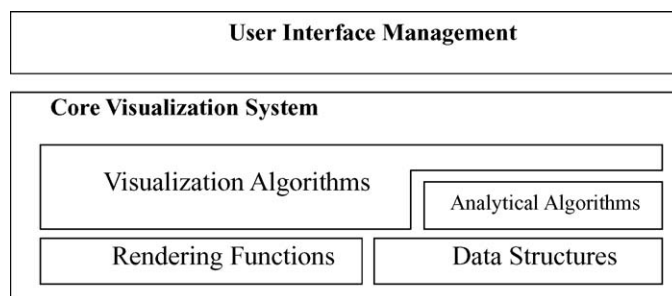 User Interface Management
Core Visualization System
Visualization Algorithms
Analytical Algorithms
Rendering Functions
Data Structures